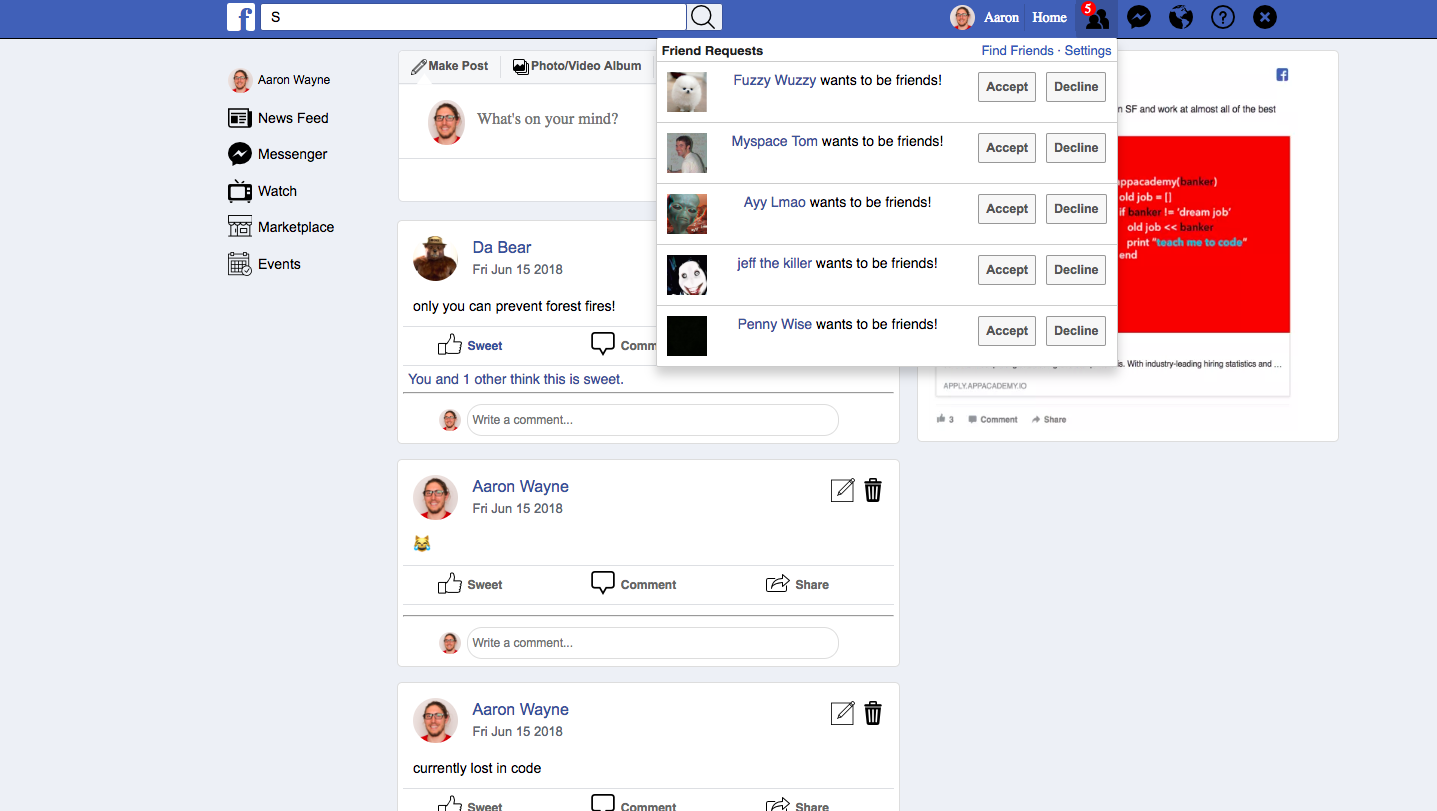 f
S
Aaron
Home
5
?
Aaron Wayne
News Feed
Messenger
Watch
Marketplace
Events
Make Post
Photo/Video Album
What's on your mind?
Friend Requests
Find Friends · Settings
Fuzzy Wuzzy wants to be friends!
Accept
Decline
Myspace Tom wants to be friends!
Accept
Decline
Ayy Lmao wants to be friends!
Accept
Decline
jeff the killer wants to be friends!
Accept
Decline
Penny Wise wants to be friends!
Accept
Decline
Da Bear
Fri Jun 15 2018
only you can prevent forest fires!
Sweet
Comm
You and 1 other think this is sweet.
Write a comment...
Aaron Wayne
Fri Jun 15 2018
😹
Sweet
Comment
Share
Write a comment...
Aaron Wayne
Fri Jun 15 2018
currently lost in code
Sweet
Comment
Share
n SF and work at almost all of the best
appacademy(banker)
old job = []
if banker != 'dream job'
old job << banker
print "teach me to code"
end
s. With industry-leading hiring statistics and ...
APPLY.APPACADEMY.IO
3
Comment
Share